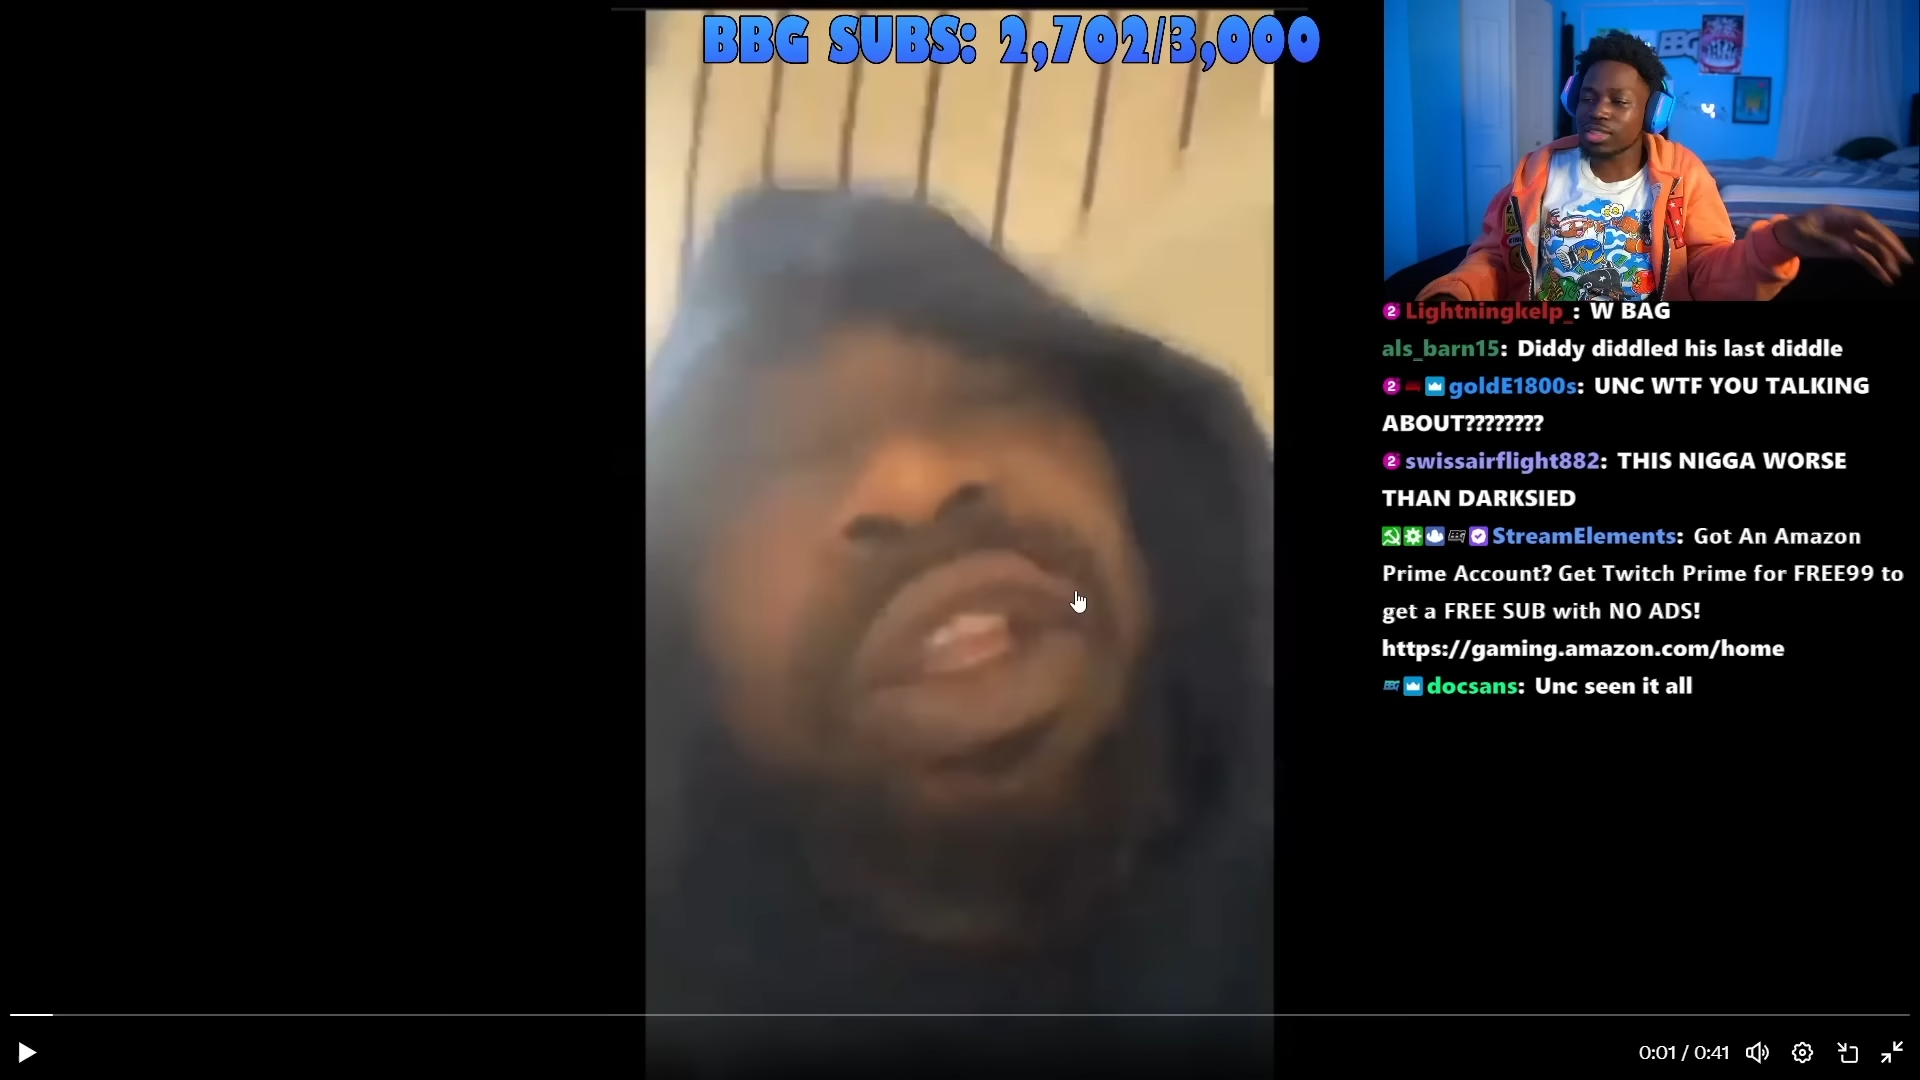 BBG SUBS: 2,702/3,000
BBG
Lightningkelp_: W BAG
als_barn15: Diddy diddled his last diddle
goldE1800s: UNC WTF YOU TALKING
ABOUT????????
swissairflight882: THIS NIGGA WORSE
THAN DARKSIED
StreamElements: Got An Amazon
Prime Account? Get Twitch Prime for FREE99 to
get a FREE SUB with NO ADS!
https://gaming.amazon.com/home
docsans: Unc seen it all
0:01 / 0:41